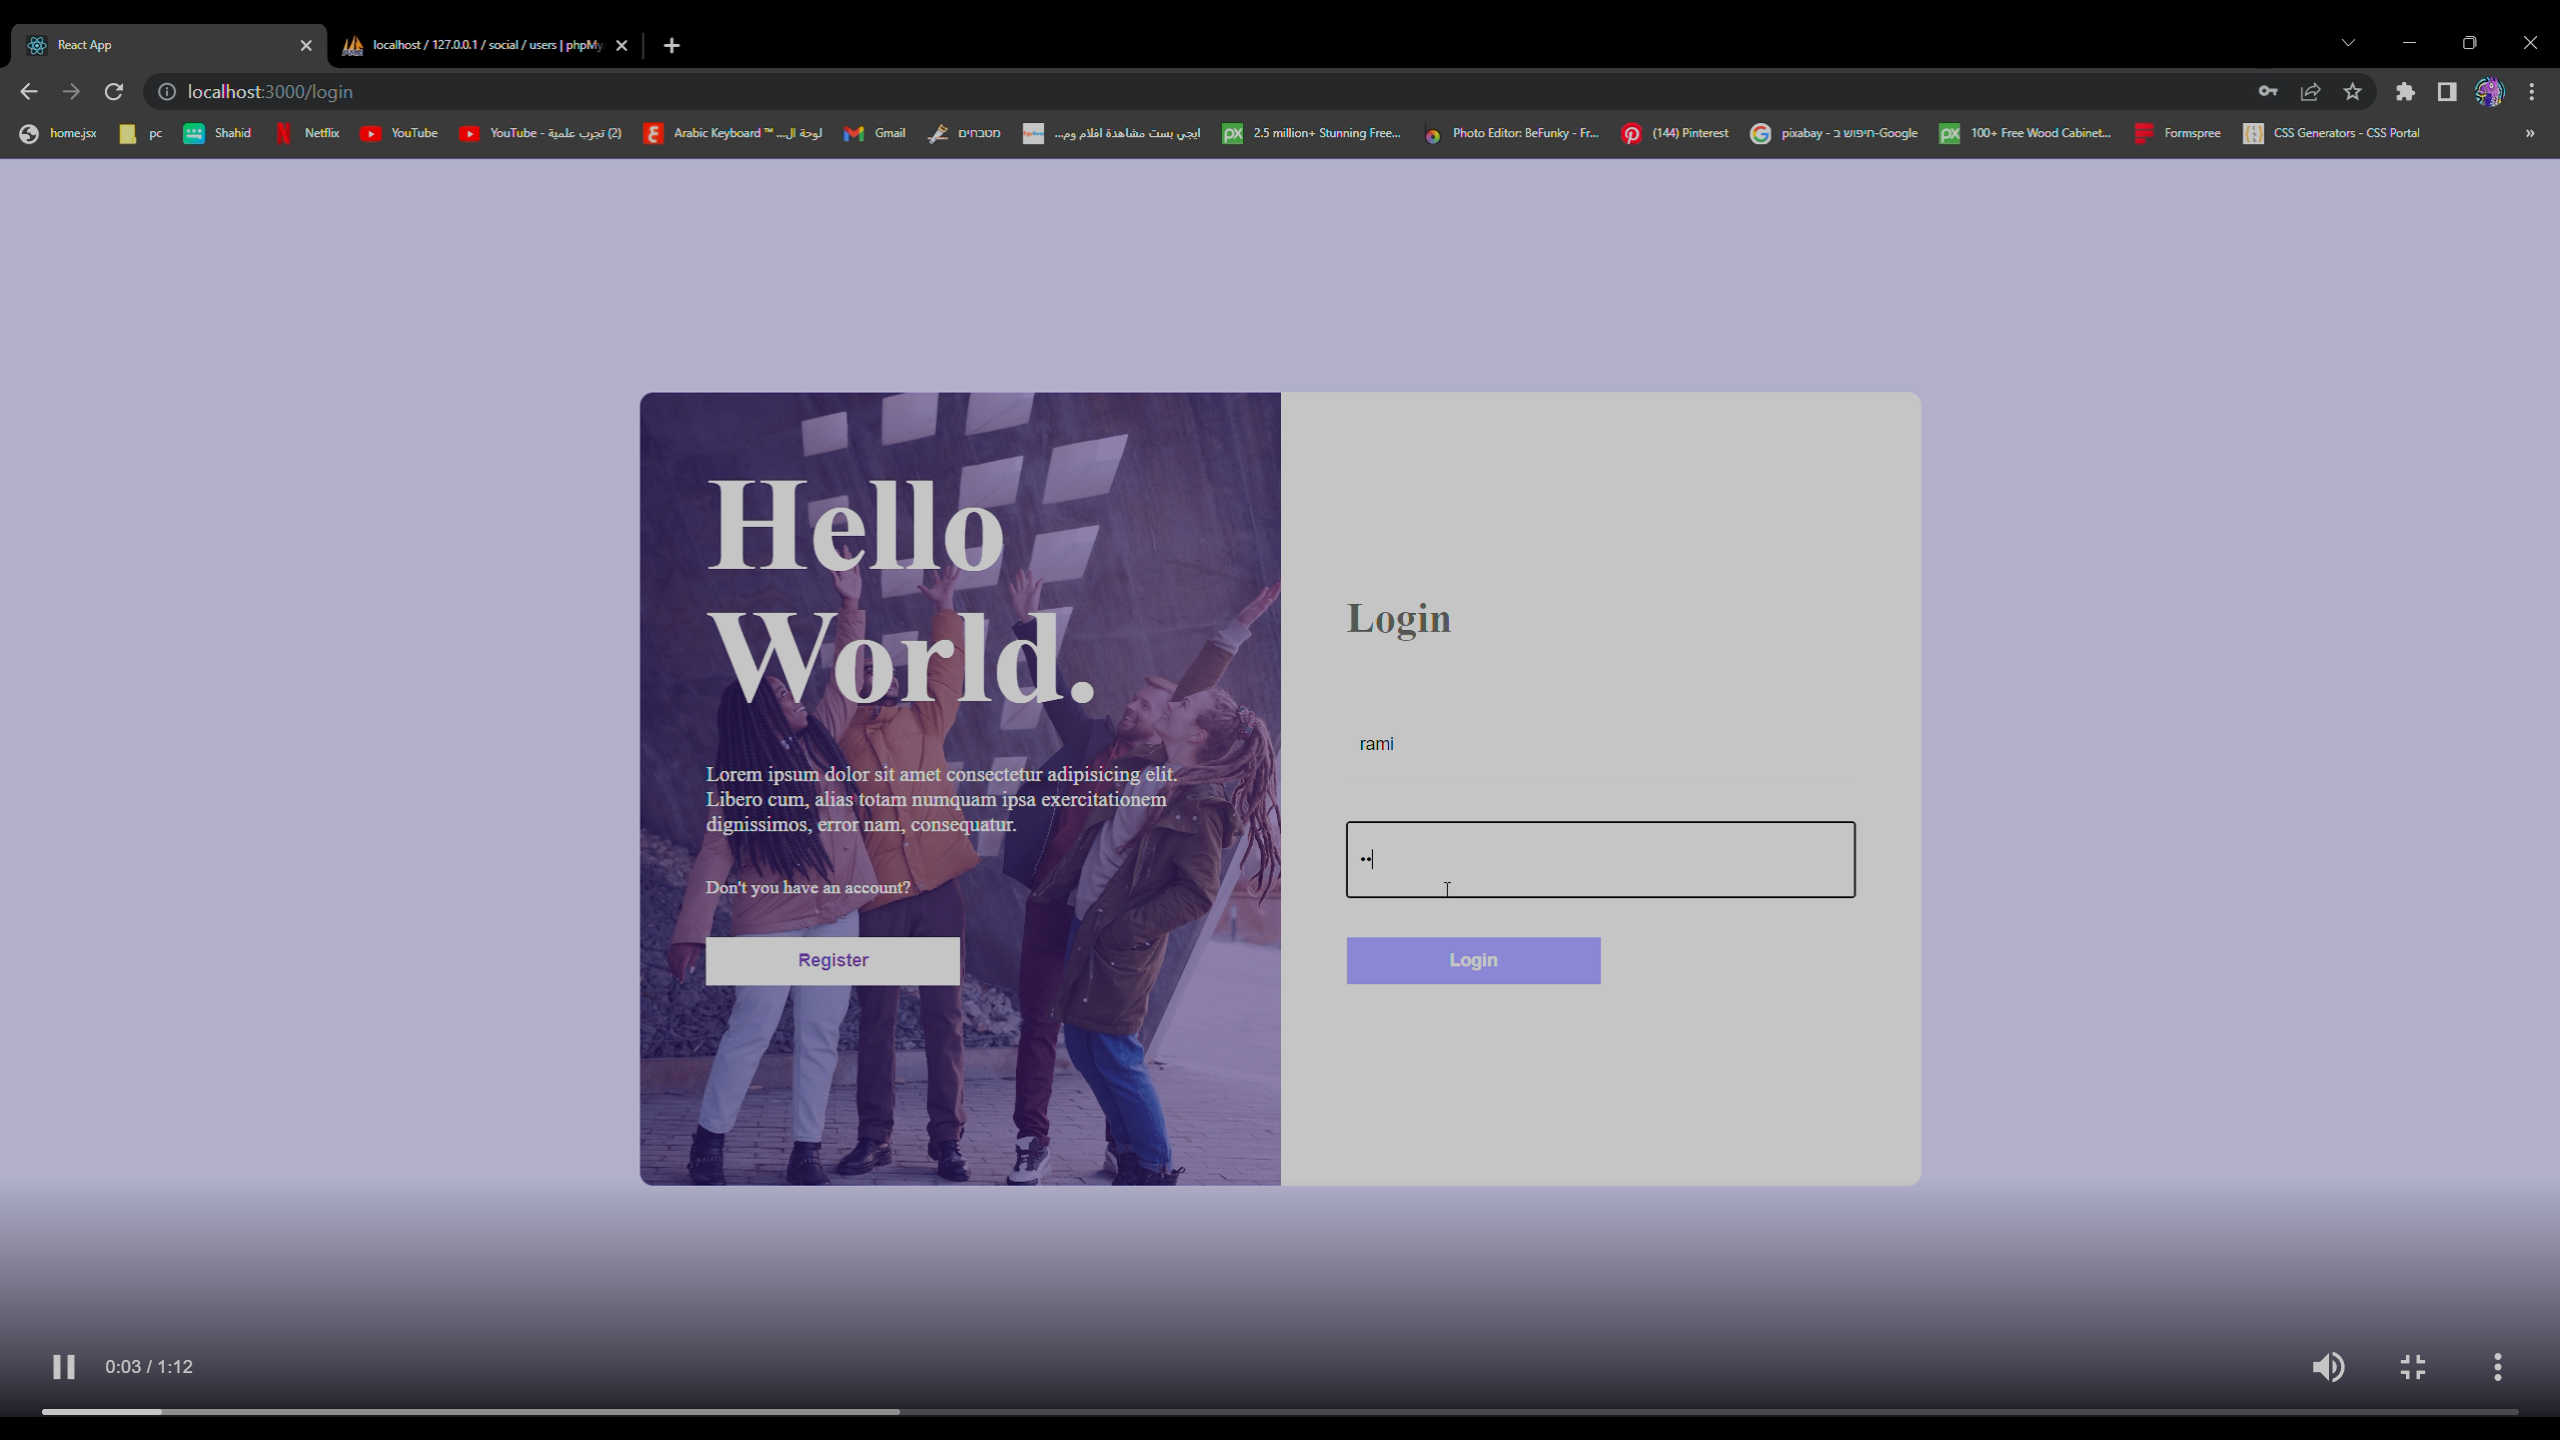 React App
localhost / 127.0.0.1 / social / users | phpMy
localhost:3000/login
home.jsx
pc
Shahid
Netflix
YouTube
YouTube - تجرب علمية (2)
Arabic Keyboard ™ لوحة ال...
Gmail
מטבחים
ايجي بست مشاهدة افلام وم...
2.5 million+ Stunning Free...
Photo Editor: BeFunky - Fr...
(144) Pinterest
pixabay - חיפוש ב-Google
100+ Free Wood Cabinet...
Formspree
CSS Generators - CSS Portal
»
Hello
World.
Lorem ipsum dolor sit amet consectetur adipisicing elit.
Libero cum, alias totam numquam ipsa exercitationem
dignissimos, error nam, consequatur.
Don't you have an account?
Register
Login
rami
••
Login
0:03 / 1:12